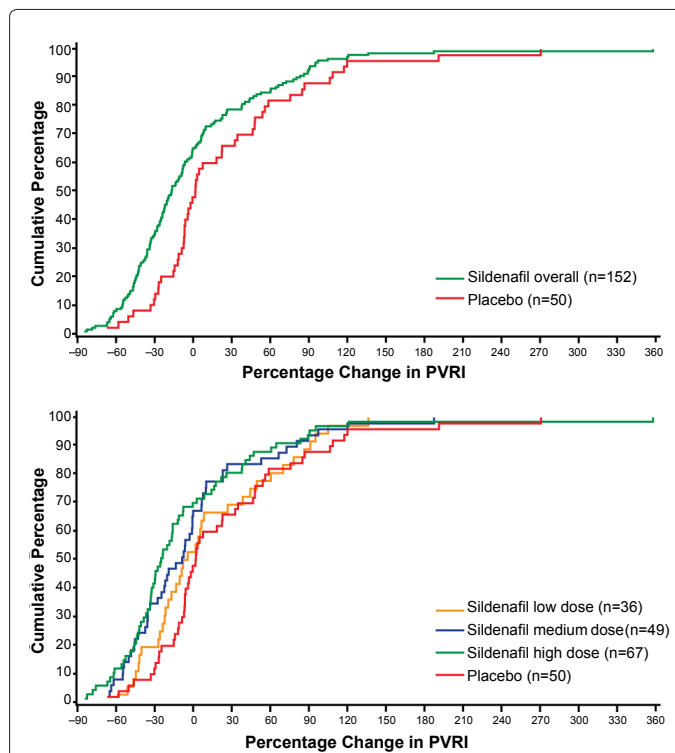 100
90
80
70
60
50
40
30
20
10
0
Cumulative Percentage
Sildenafil overall (n=152)
Placebo (n=50)
–90 –60 –30 0 30 60 90 120 150 180 210 240 270 300 330 360
Percentage Change in PVRI
100
90
80
70
60
50
40
30
20
10
0
Cumulative Percentage
Sildenafil low dose (n=36)
Sildenafil medium dose(n=49)
Sildenafil high dose (n=67)
Placebo (n=50)
–90 –60 –30 0 30 60 90 120 150 180 210 240 270 300 330 360
Percentage Change in PVRI